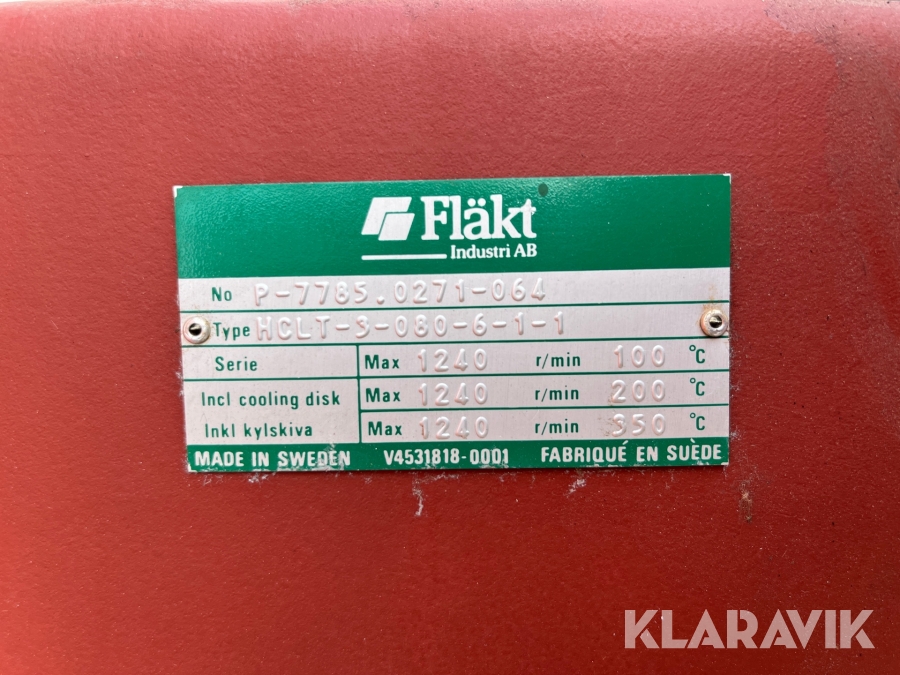 Fläkt
Industri AB
No P-7785.0271-064
Type HCLT-3-080-6-1-1
Serie Max 1240 r/min 100 °C
Incl cooling disk Max 1240 r/min 200 °C
Inkl kylskiva Max 1240 r/min 350 °C
MADE IN SWEDEN V4531818-0001 FABRIQUÉ EN SUÈDE
KLARAVIK